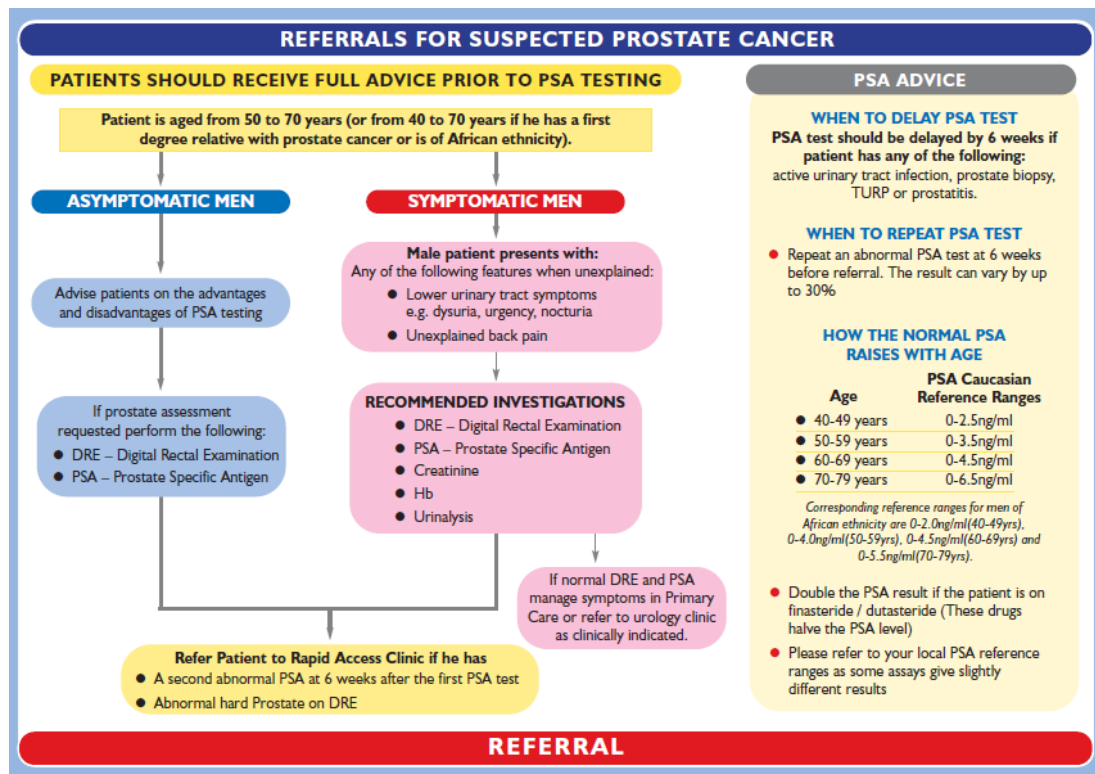 REFERRALS FOR SUSPECTED PROSTATE CANCER
PATIENTS SHOULD RECEIVE FULL ADVICE PRIOR TO PSA TESTING
Patient is aged from 50 to 70 years (or from 40 to 70 years if he has a first
degree relative with prostate cancer or is of African ethnicity).
ASYMPTOMATIC MEN
Advise patients on the advantages
and disadvantages of PSA testing
If prostate assessment
requested perform the following:
● DRE – Digital Rectal Examination
● PSA – Prostate Specific Antigen
SYMPTOMATIC MEN
Male patient presents with:
Any of the following features when unexplained:
● Lower urinary tract symptoms
e.g. dysuria, urgency, nocturia
● Unexplained back pain
RECOMMENDED INVESTIGATIONS
● DRE – Digital Rectal Examination
● PSA – Prostate Specific Antigen
● Creatinine
● Hb
● Urinalysis
If normal DRE and PSA
manage symptoms in Primary
Care or refer to urology clinic
as clinically indicated.
Refer Patient to Rapid Access Clinic if he has
● A second abnormal PSA at 6 weeks after the first PSA test
● Abnormal hard Prostate on DRE
PSA ADVICE
WHEN TO DELAY PSA TEST
PSA test should be delayed by 6 weeks if
patient has any of the following:
active urinary tract infection, prostate biopsy,
TURP or prostatitis.
WHEN TO REPEAT PSA TEST
● Repeat an abnormal PSA test at 6 weeks
before referral. The result can vary by up
to 30%
HOW THE NORMAL PSA
RAISES WITH AGE
PSA Caucasian
Age Reference Ranges
● 40-49 years 0-2.5ng/ml
● 50-59 years 0-3.5ng/ml
● 60-69 years 0-4.5ng/ml
● 70-79 years 0-6.5ng/ml
Corresponding reference ranges for men of
African ethnicity are 0-2.0ng/ml(40-49yrs),
0-4.0ng/ml(50-59yrs), 0-4.5ng/ml(60-69yrs) and
0-5.5ng/ml(70-79yrs).
● Double the PSA result if the patient is on
finasteride / dutasteride (These drugs
halve the PSA level)
● Please refer to your local PSA reference
ranges as some assays give slightly
different results
REFERRAL